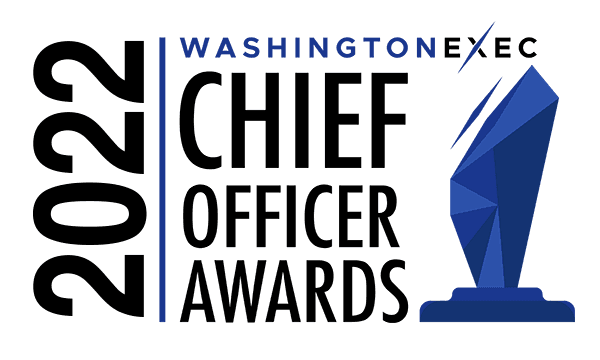 2022
WASHINGTONEXEC
CHIEF
OFFICER
AWARDS